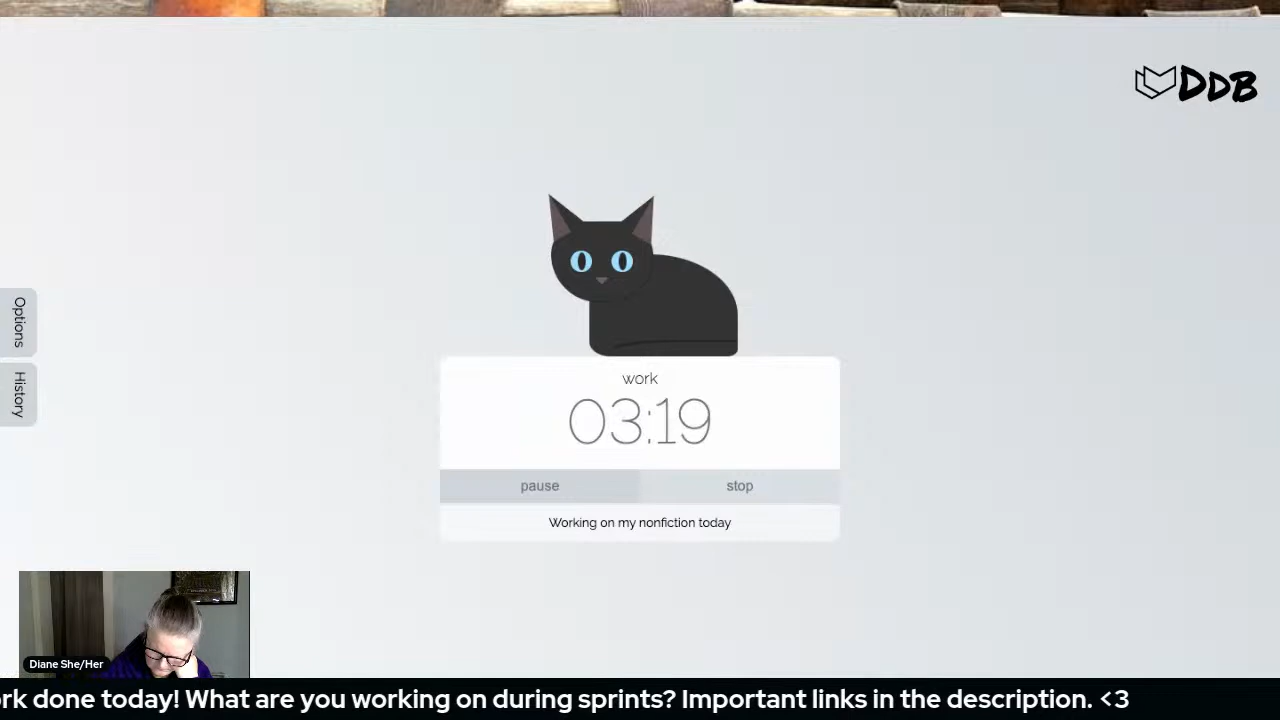 DDB
Options
History
work
03:19
pause
stop
Working on my nonfiction today
Diane She/Her
rk done today! What are you working on during sprints? Important links in the description. <3